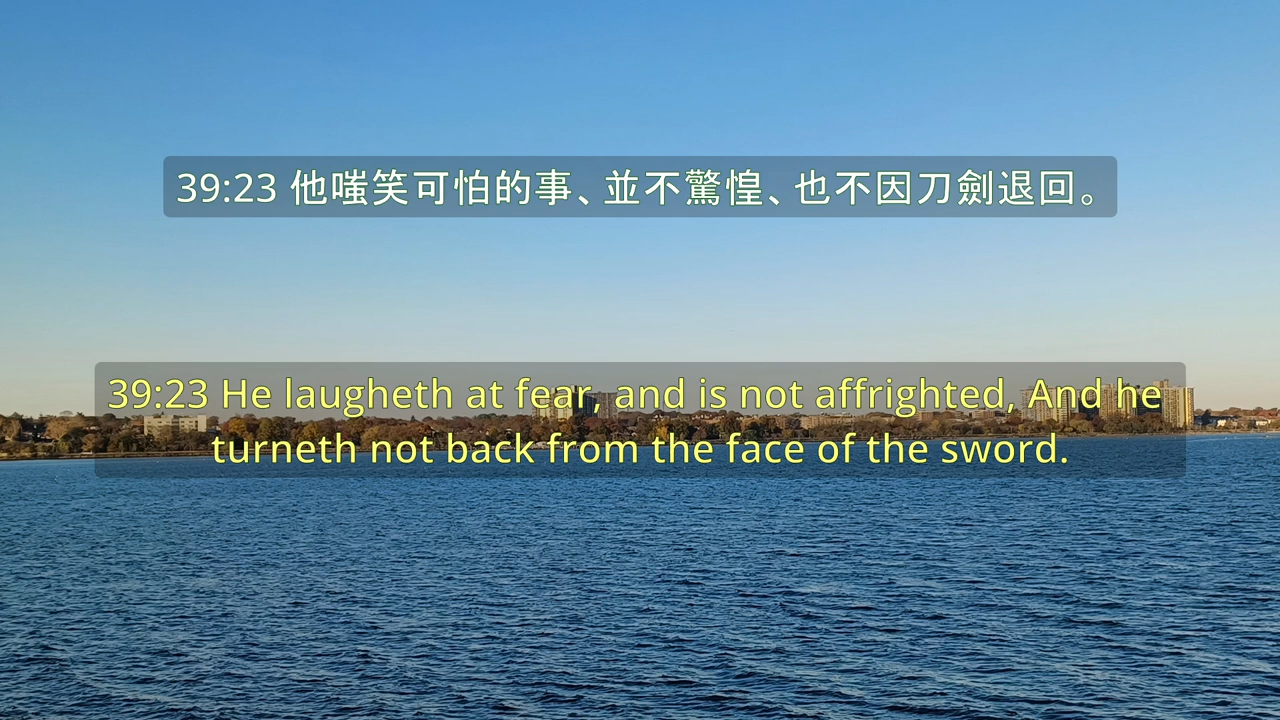 39:23 他嗤笑可怕的事、並不驚惶、也不因刀劍退回。
39:23 He laugheth at fear, and is not affrighted, And he
turneth not back from the face of the sword.